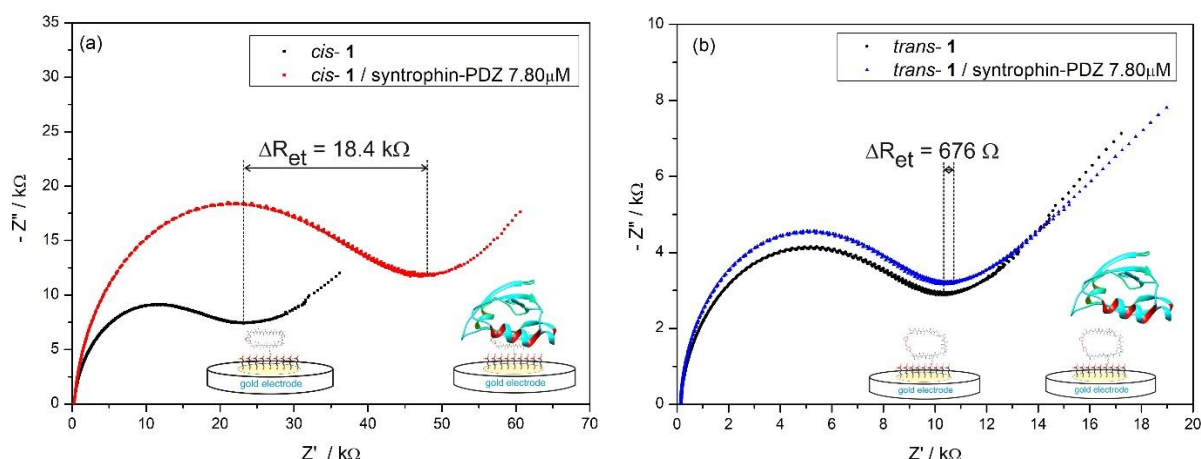 (a)
cis- 1
cis- 1 / syntrophin-PDZ 7.80μM
ΔRet = 18.4 kΩ
- Z" / kΩ
35
30
25
20
15
10
5
0
gold electrode
gold electrode
0 10 20 30 40 50 60 70
Z' / kΩ
(b)
trans- 1
trans- 1 / syntrophin-PDZ 7.80μM
ΔRet = 676 Ω
- Z" / kΩ
10
8
6
4
2
0
gold electrode
gold electrode
0 2 4 6 8 10 12 14 16 18 20
Z' / kΩ